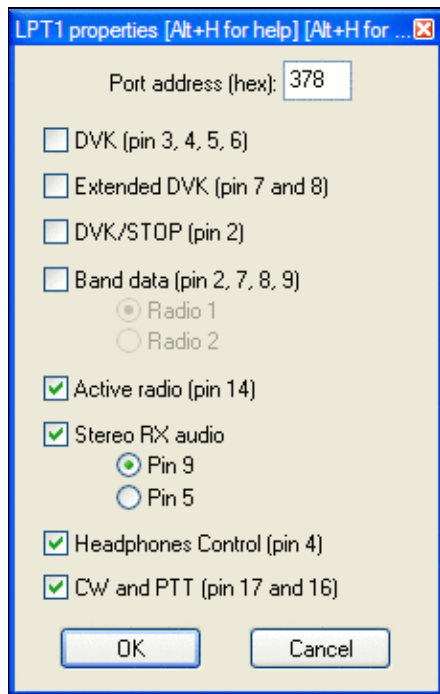 LPT1 properties [Alt+H for help] [Alt+H for ...
Port address (hex): 378
DVK (pin 3, 4, 5, 6)
Extended DVK (pin 7 and 8)
DVK/STOP (pin 2)
Band data (pin 2, 7, 8, 9)
Radio 1
Radio 2
Active radio (pin 14)
Stereo RX audio
Pin 9
Pin 5
Headphones Control (pin 4)
CW and PTT (pin 17 and 16)
OK Cancel